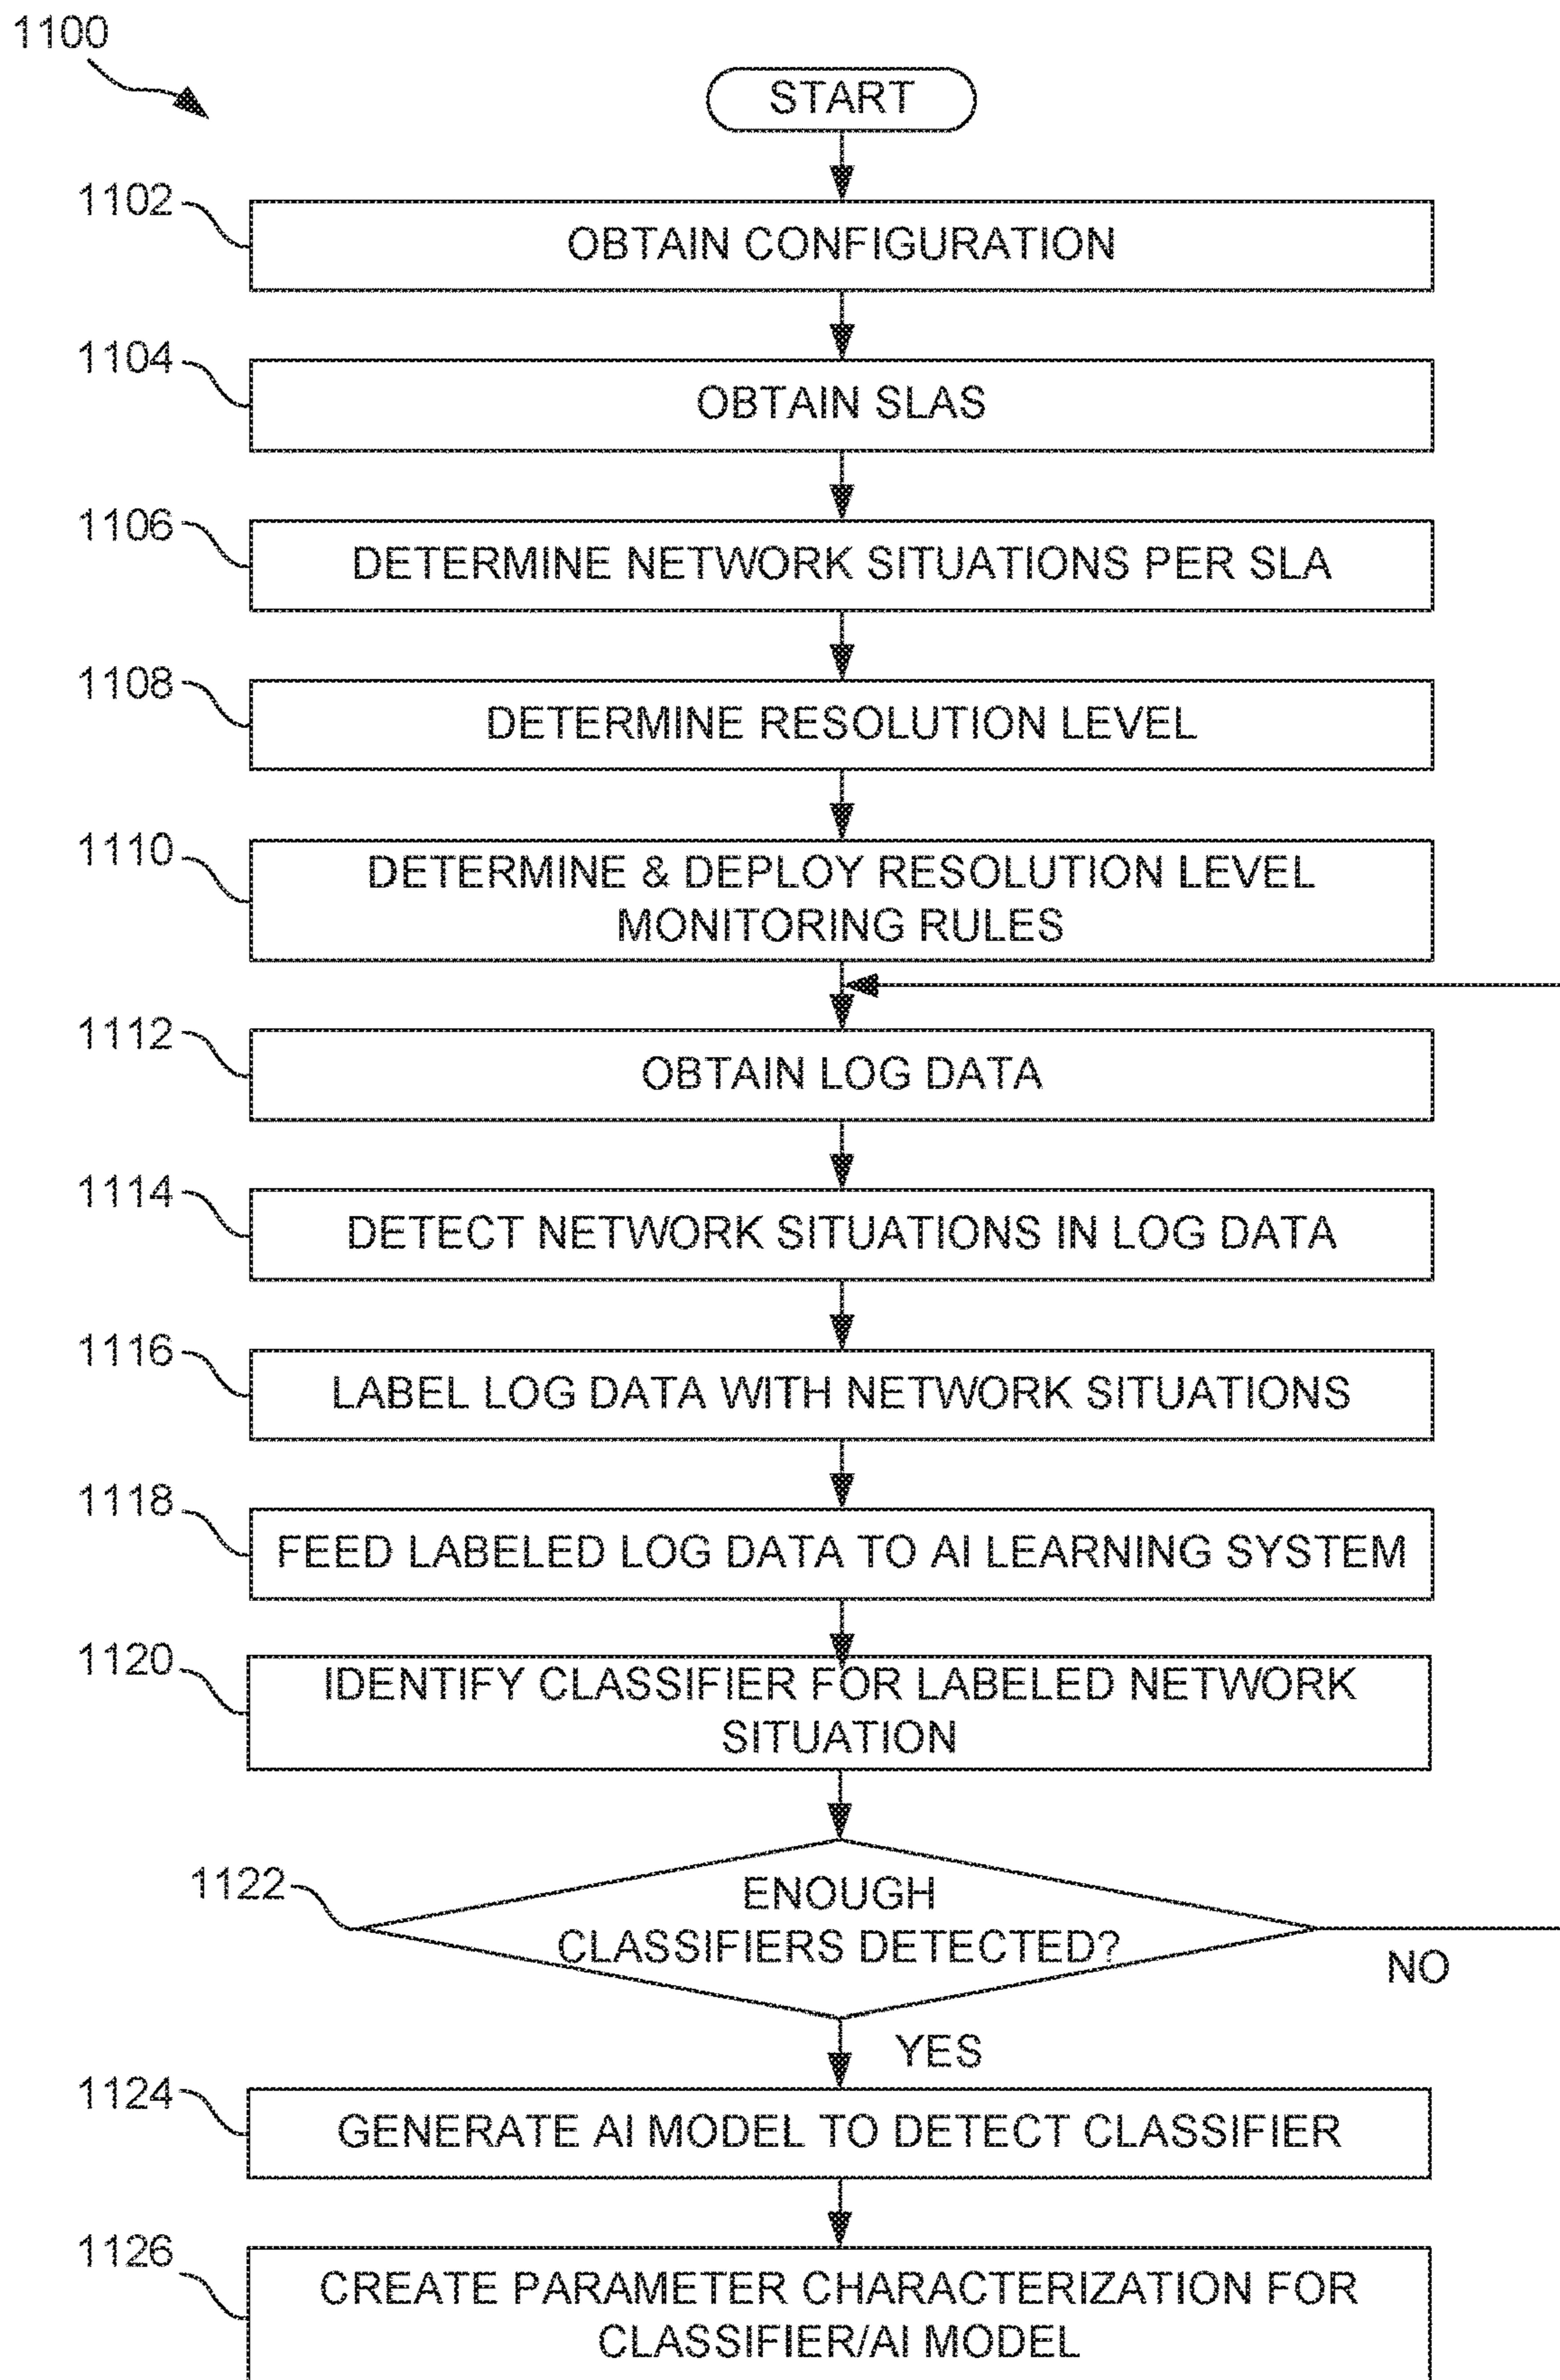 1100
START
1102
OBTAIN CONFIGURATION
1104
OBTAIN SLAS
1106
DETERMINE NETWORK SITUATIONS PER SLA
1108
DETERMINE RESOLUTION LEVEL
1110
DETERMINE & DEPLOY RESOLUTION LEVEL
MONITORING RULES
1112
OBTAIN LOG DATA
1114
DETECT NETWORK SITUATIONS IN LOG DATA
1116
LABEL LOG DATA WITH NETWORK SITUATIONS
1118
FEED LABELED LOG DATA TO AI LEARNING SYSTEM
1120
IDENTIFY CLASSIFIER FOR LABELED NETWORK
SITUATION
1122
ENOUGH
CLASSIFIERS DETECTED?
NO
YES
1124
GENERATE AI MODEL TO DETECT CLASSIFIER
1126
CREATE PARAMETER CHARACTERIZATION FOR
CLASSIFIER/AI MODEL